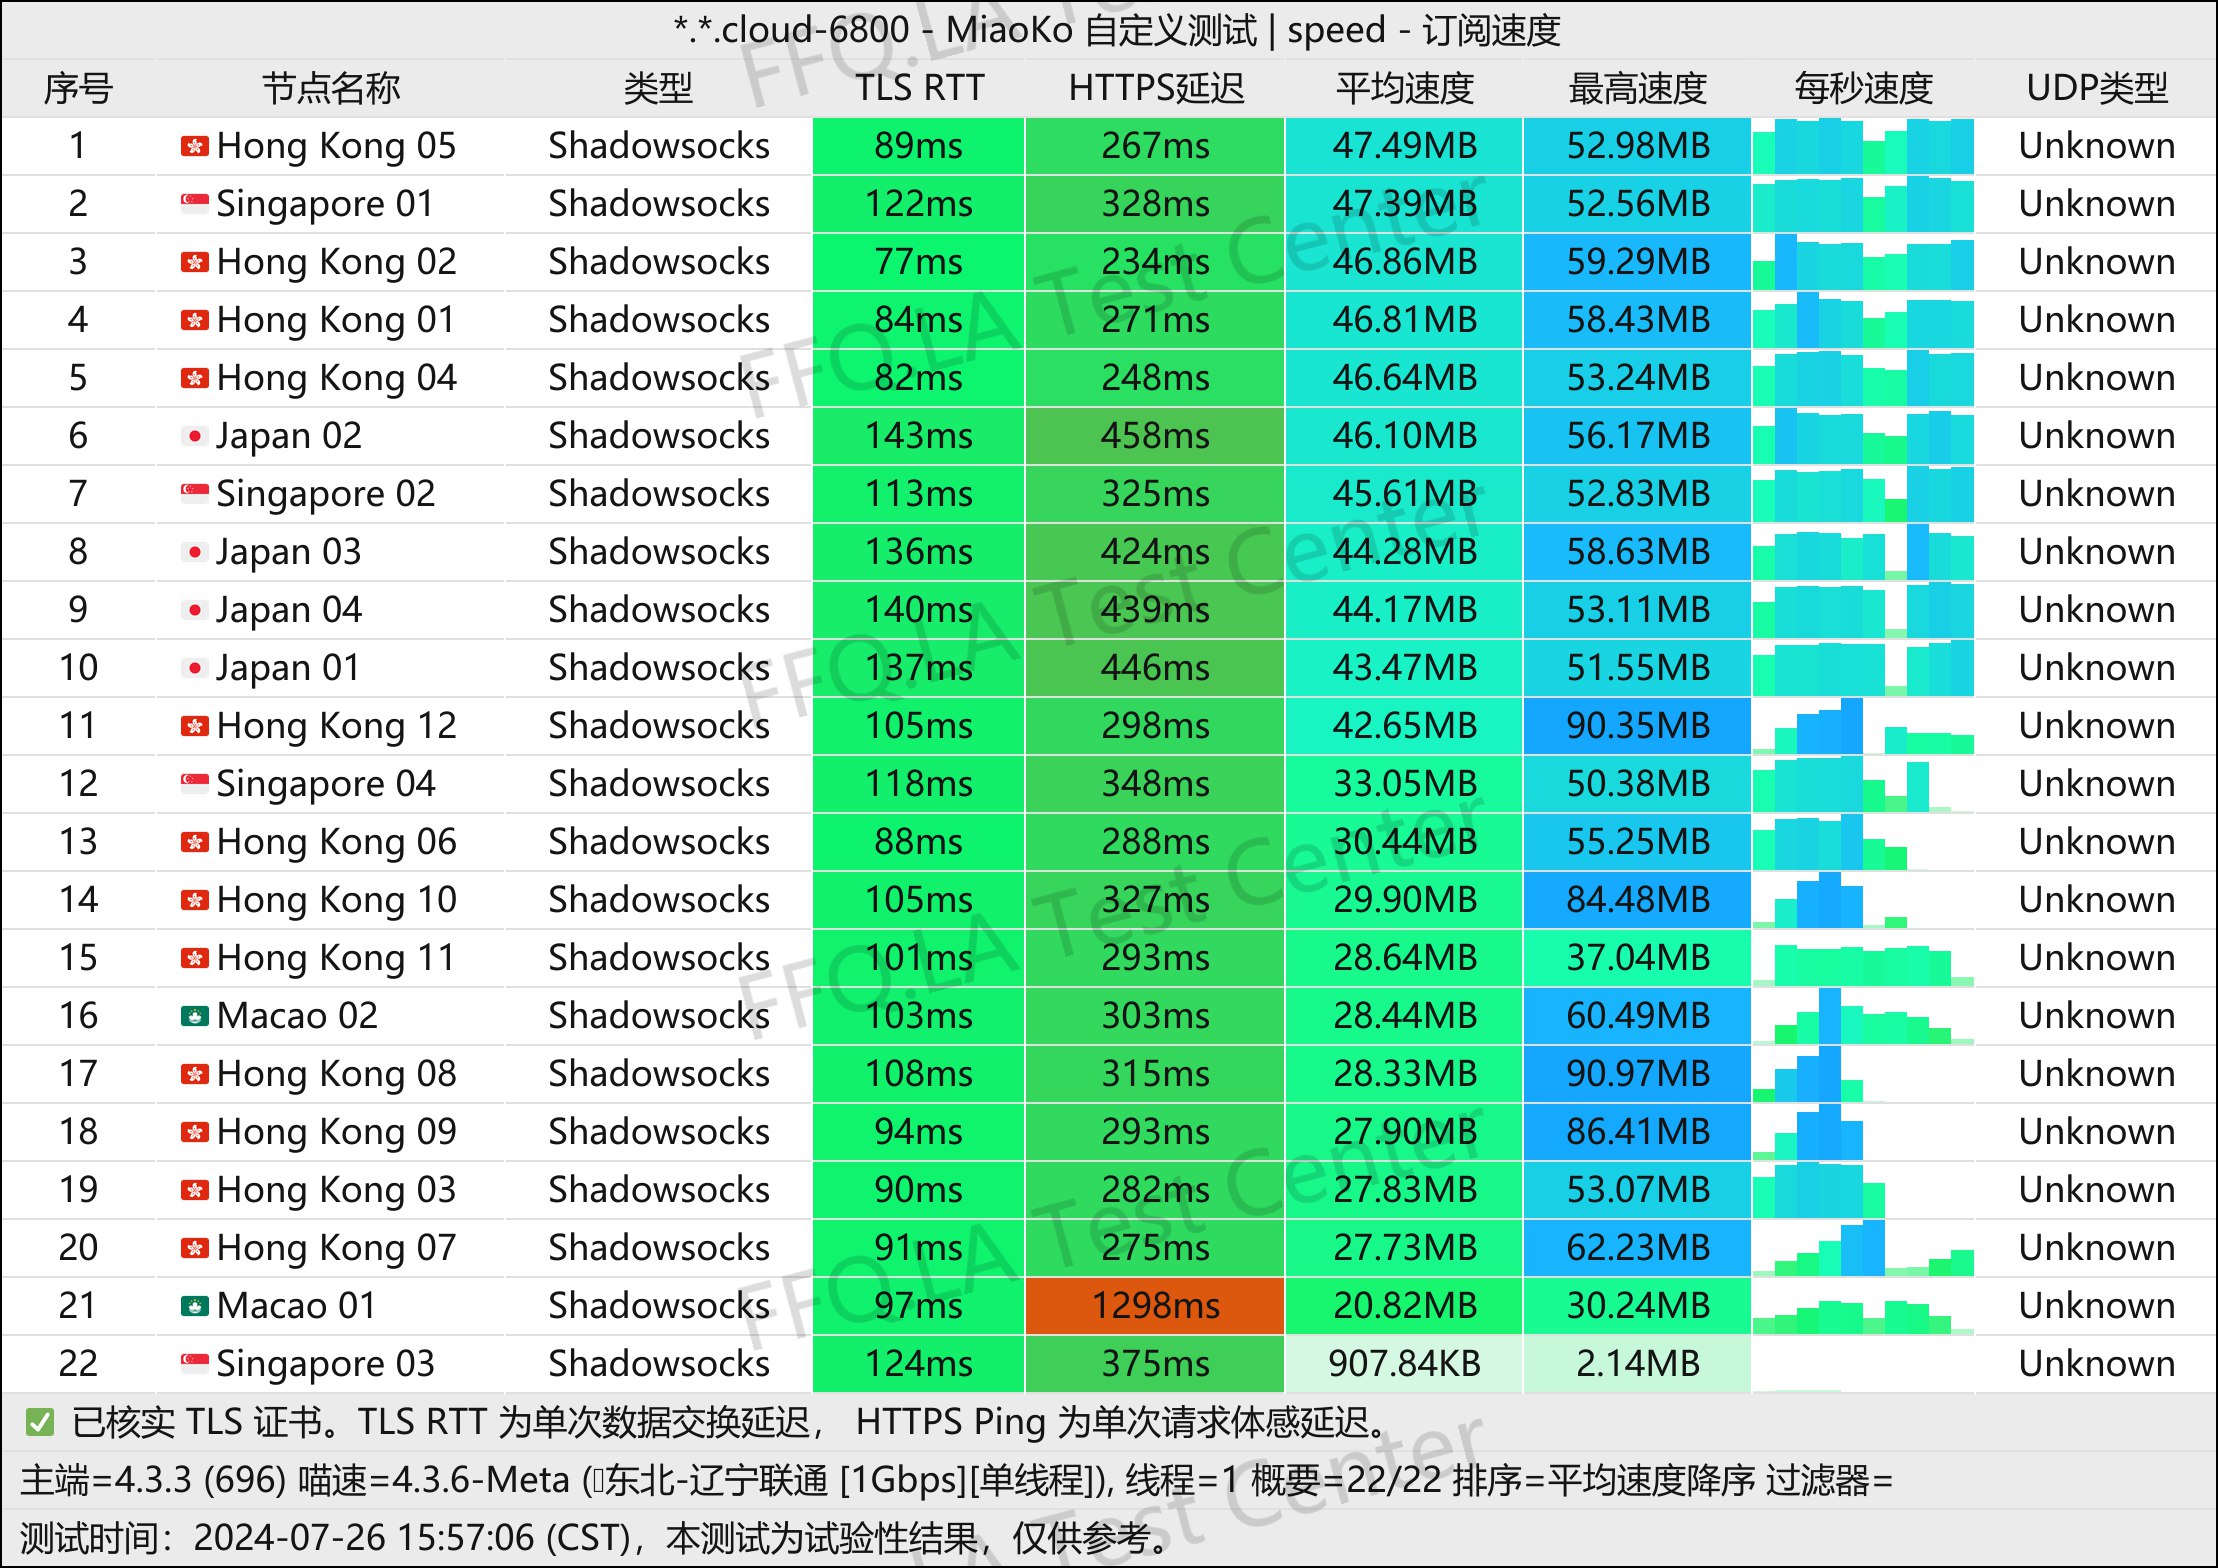 *.*.cloud-6800 - MiaoKo 自定义测试 | speed - 订阅速度
序号 节点名称 类型 TLS RTT HTTPS延迟 平均速度 最高速度 每秒速度 UDP类型
1 Hong Kong 05 Shadowsocks 89ms 267ms 47.49MB 52.98MB Unknown
2 Singapore 01 Shadowsocks 122ms 328ms 47.39MB 52.56MB Unknown
3 Hong Kong 02 Shadowsocks 77ms 234ms 46.86MB 59.29MB Unknown
4 Hong Kong 01 Shadowsocks 84ms 271ms 46.81MB 58.43MB Unknown
5 Hong Kong 04 Shadowsocks 82ms 248ms 46.64MB 53.24MB Unknown
6 Japan 02 Shadowsocks 143ms 458ms 46.10MB 56.17MB Unknown
7 Singapore 02 Shadowsocks 113ms 325ms 45.61MB 52.83MB Unknown
8 Japan 03 Shadowsocks 136ms 424ms 44.28MB 58.63MB Unknown
9 Japan 04 Shadowsocks 140ms 439ms 44.17MB 53.11MB Unknown
10 Japan 01 Shadowsocks 137ms 446ms 43.47MB 51.55MB Unknown
11 Hong Kong 12 Shadowsocks 105ms 298ms 42.65MB 90.35MB Unknown
12 Singapore 04 Shadowsocks 118ms 348ms 33.05MB 50.38MB Unknown
13 Hong Kong 06 Shadowsocks 88ms 288ms 30.44MB 55.25MB Unknown
14 Hong Kong 10 Shadowsocks 105ms 327ms 29.90MB 84.48MB Unknown
15 Hong Kong 11 Shadowsocks 101ms 293ms 28.64MB 37.04MB Unknown
16 Macao 02 Shadowsocks 103ms 303ms 28.44MB 60.49MB Unknown
17 Hong Kong 08 Shadowsocks 108ms 315ms 28.33MB 90.97MB Unknown
18 Hong Kong 09 Shadowsocks 94ms 293ms 27.90MB 86.41MB Unknown
19 Hong Kong 03 Shadowsocks 90ms 282ms 27.83MB 53.07MB Unknown
20 Hong Kong 07 Shadowsocks 91ms 275ms 27.73MB 62.23MB Unknown
21 Macao 01 Shadowsocks 97ms 1298ms 20.82MB 30.24MB Unknown
22 Singapore 03 Shadowsocks 124ms 375ms 907.84KB 2.14MB Unknown
✅ 已核实 TLS 证书。TLS RTT 为单次数据交换延迟， HTTPS Ping 为单次请求体感延迟。
主端=4.3.3 (696) 喵速=4.3.6-Meta (东北-辽宁联通 [1Gbps][单线程]), 线程=1 概要=22/22 排序=平均速度降序 过滤器=
测试时间：2024-07-26 15:57:06 (CST)，本测试为试验性结果，仅供参考。
FFQ.LA Test Center
FFQ.LA Test Center
FFQ.LA Test Center
FFQ.LA Test Center